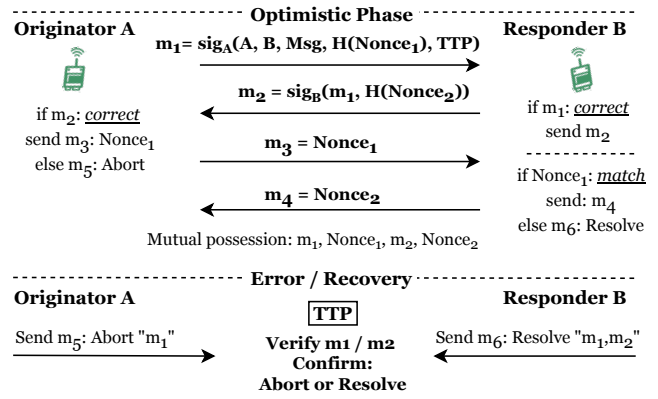 Optimistic Phase
Originator A
Responder B
m1= sigA(A, B, Msg, H(Nonce1), TTP)
m2 = sigB(m1, H(Nonce2))
if m2: correct
send m3: Nonce1
else m5: Abort
if m1: correct
send m2
m3 = Nonce1
if Nonce1: match
send: m4
else m6: Resolve
m4 = Nonce2
Mutual possession: m1, Nonce1, m2, Nonce2
Error / Recovery
Originator A
Responder B
TTP
Send m5: Abort "m1"
Send m6: Resolve "m1,m2"
Verify m1 / m2
Confirm:
Abort or Resolve